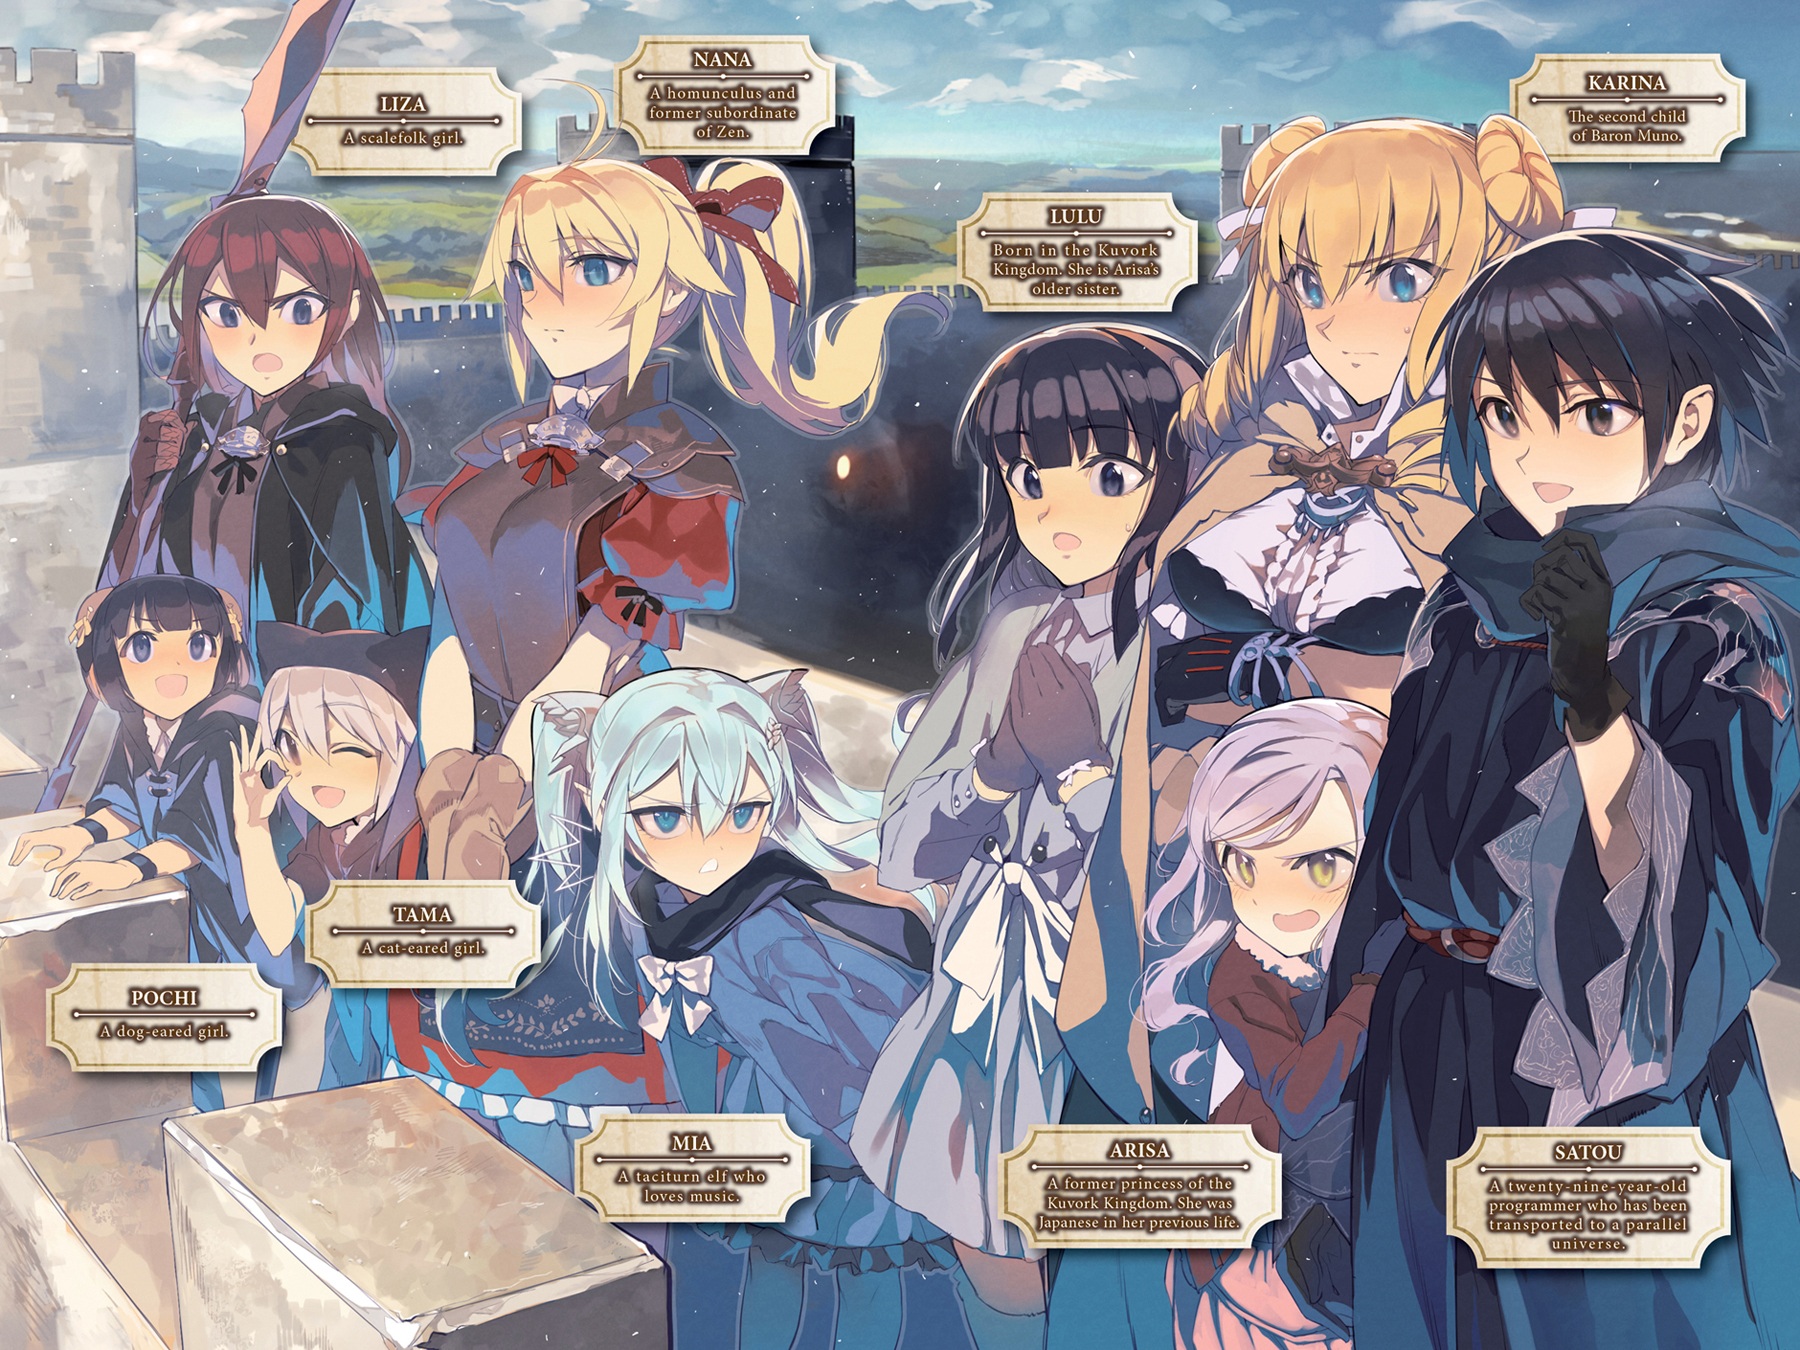 LIZA
A scalefolk girl.
NANA
A homunculus and
former subordinate
of Zen.
KARINA
The second child
of Baron Muno.
LULU
Born in the Kuvork
Kingdom. She is Arisa's
older sister.
TAMA
A cat-eared girl.
POCHI
A dog-eared girl.
MIA
A taciturn elf who
loves music.
ARISA
A former princess of the
Kuvork Kingdom. She was
Japanese in her previous life.
SATOU
A twenty-nine-year-old
programmer who has been
transported to a parallel
universe.